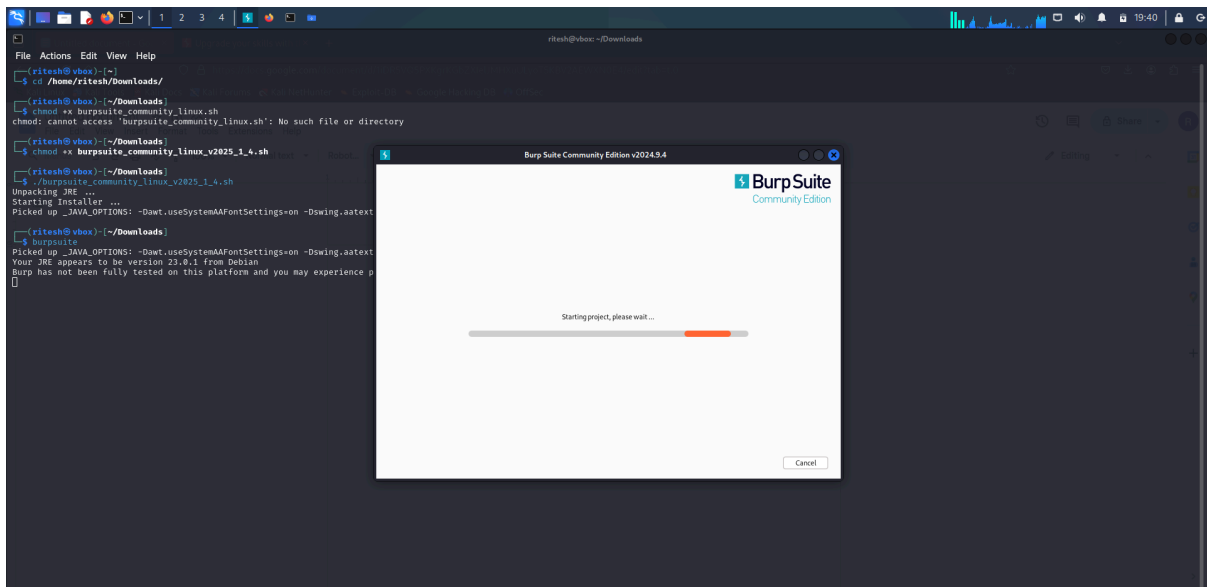 1 2 3 4
19:40
ritesh@vbox: ~/Downloads
File Actions Edit View Help
┌──(ritesh㉿vbox)-[~]
└─$ cd /home/ritesh/Downloads/
┌──(ritesh㉿vbox)-[~/Downloads]
└─$ chmod +x burpsuite_community_linux.sh
chmod: cannot access 'burpsuite_community_linux.sh': No such file or directory
┌──(ritesh㉿vbox)-[~/Downloads]
└─$ chmod +x burpsuite_community_linux_v2025_1_4.sh
┌──(ritesh㉿vbox)-[~/Downloads]
└─$ ./burpsuite_community_linux_v2025_1_4.sh
Unpacking JRE ...
Starting Installer ...
Picked up _JAVA_OPTIONS: -Dawt.useSystemAAFontSettings=on -Dswing.aatext
┌──(ritesh㉿vbox)-[~/Downloads]
└─$ burpsuite
Picked up _JAVA_OPTIONS: -Dawt.useSystemAAFontSettings=on -Dswing.aatext
Your JRE appears to be version 23.0.1 from Debian
Burp has not been fully tested on this platform and you may experience p
Burp Suite Community Edition v2024.9.4
Burp Suite
Community Edition
Starting project, please wait ...
Cancel